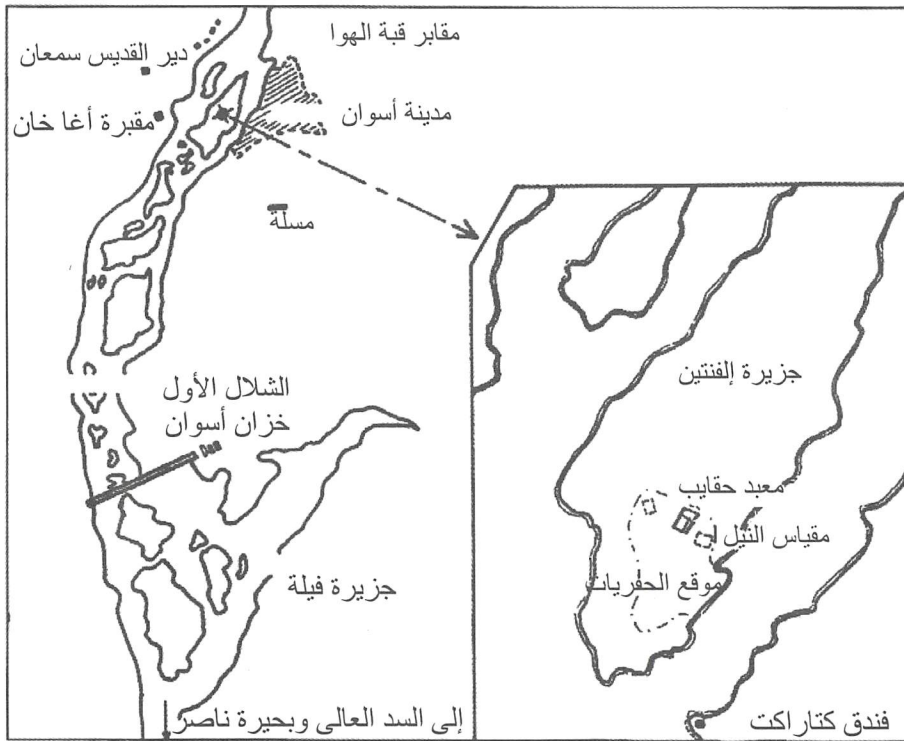 مقابر قبة الهوا
دير القديس سمعان
مدينة أسوان
مقبرة أغا خان
مسلة
الشلال الأول
خزان أسوان
جزيرة فيلة
إلى السد العالى وبحيرة ناصر
جزيرة إلفنتين
معبد حقايب
مقياس النيل
موقع الحفريات
فندق كتاراكت